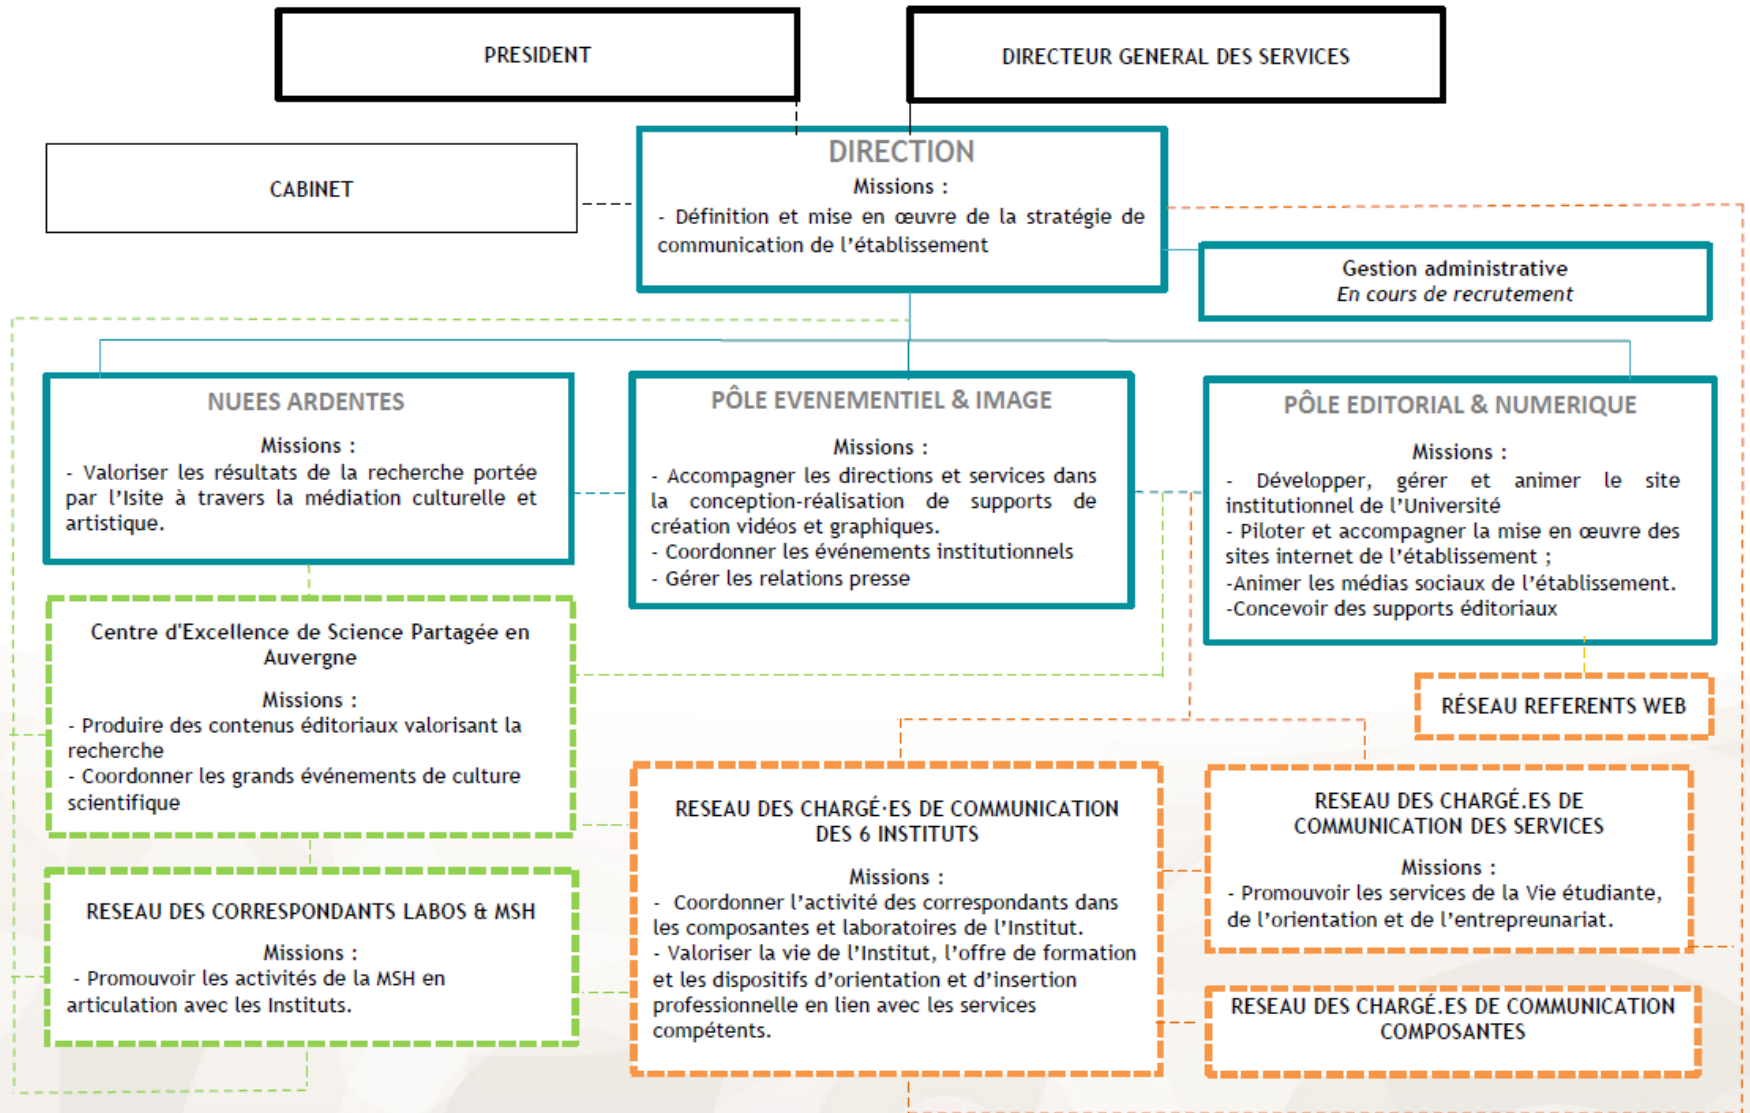 PRESIDENT
DIRECTEUR GENERAL DES SERVICES
CABINET
DIRECTION
Missions :
- Définition et mise en œuvre de la stratégie de
communication de l’établissement
Gestion administrative
En cours de recrutement
NUEES ARDENTES
Missions :
- Valoriser les résultats de la recherche portée
par l’Isite à travers la médiation culturelle et
artistique.
PÔLE EVENEMENTIEL & IMAGE
Missions :
- Accompagner les directions et services dans
la conception-réalisation de supports de
création vidéos et graphiques.
- Coordonner les événements institutionnels
- Gérer les relations presse
PÔLE EDITORIAL & NUMERIQUE
Missions :
- Développer, gérer et animer le site
institutionnel de l’Université
- Piloter et accompagner la mise en œuvre des
sites internet de l’établissement ;
-Animer les médias sociaux de l’établissement.
-Concevoir des supports éditoriaux
Centre d'Excellence de Science Partagée en
Auvergne
Missions :
- Produire des contenus éditoriaux valorisant la
recherche
- Coordonner les grands événements de culture
scientifique
RÉSEAU REFERENTS WEB
RESEAU DES CHARGÉ·ES DE COMMUNICATION
DES 6 INSTITUTS
Missions :
- Coordonner l’activité des correspondants dans
les composantes et laboratoires de l’Institut.
- Valoriser la vie de l’Institut, l’offre de formation
et les dispositifs d’orientation et d’insertion
professionnelle en lien avec les services
compétents.
RESEAU DES CHARGÉ.ES DE
COMMUNICATION DES SERVICES
Missions :
- Promouvoir les services de la Vie étudiante,
de l’orientation et de l’entrepreunariat.
RESEAU DES CORRESPONDANTS LABOS & MSH
Missions :
- Promouvoir les activités de la MSH en
articulation avec les Instituts.
RESEAU DES CHARGÉ.ES DE COMMUNICATION
COMPOSANTES